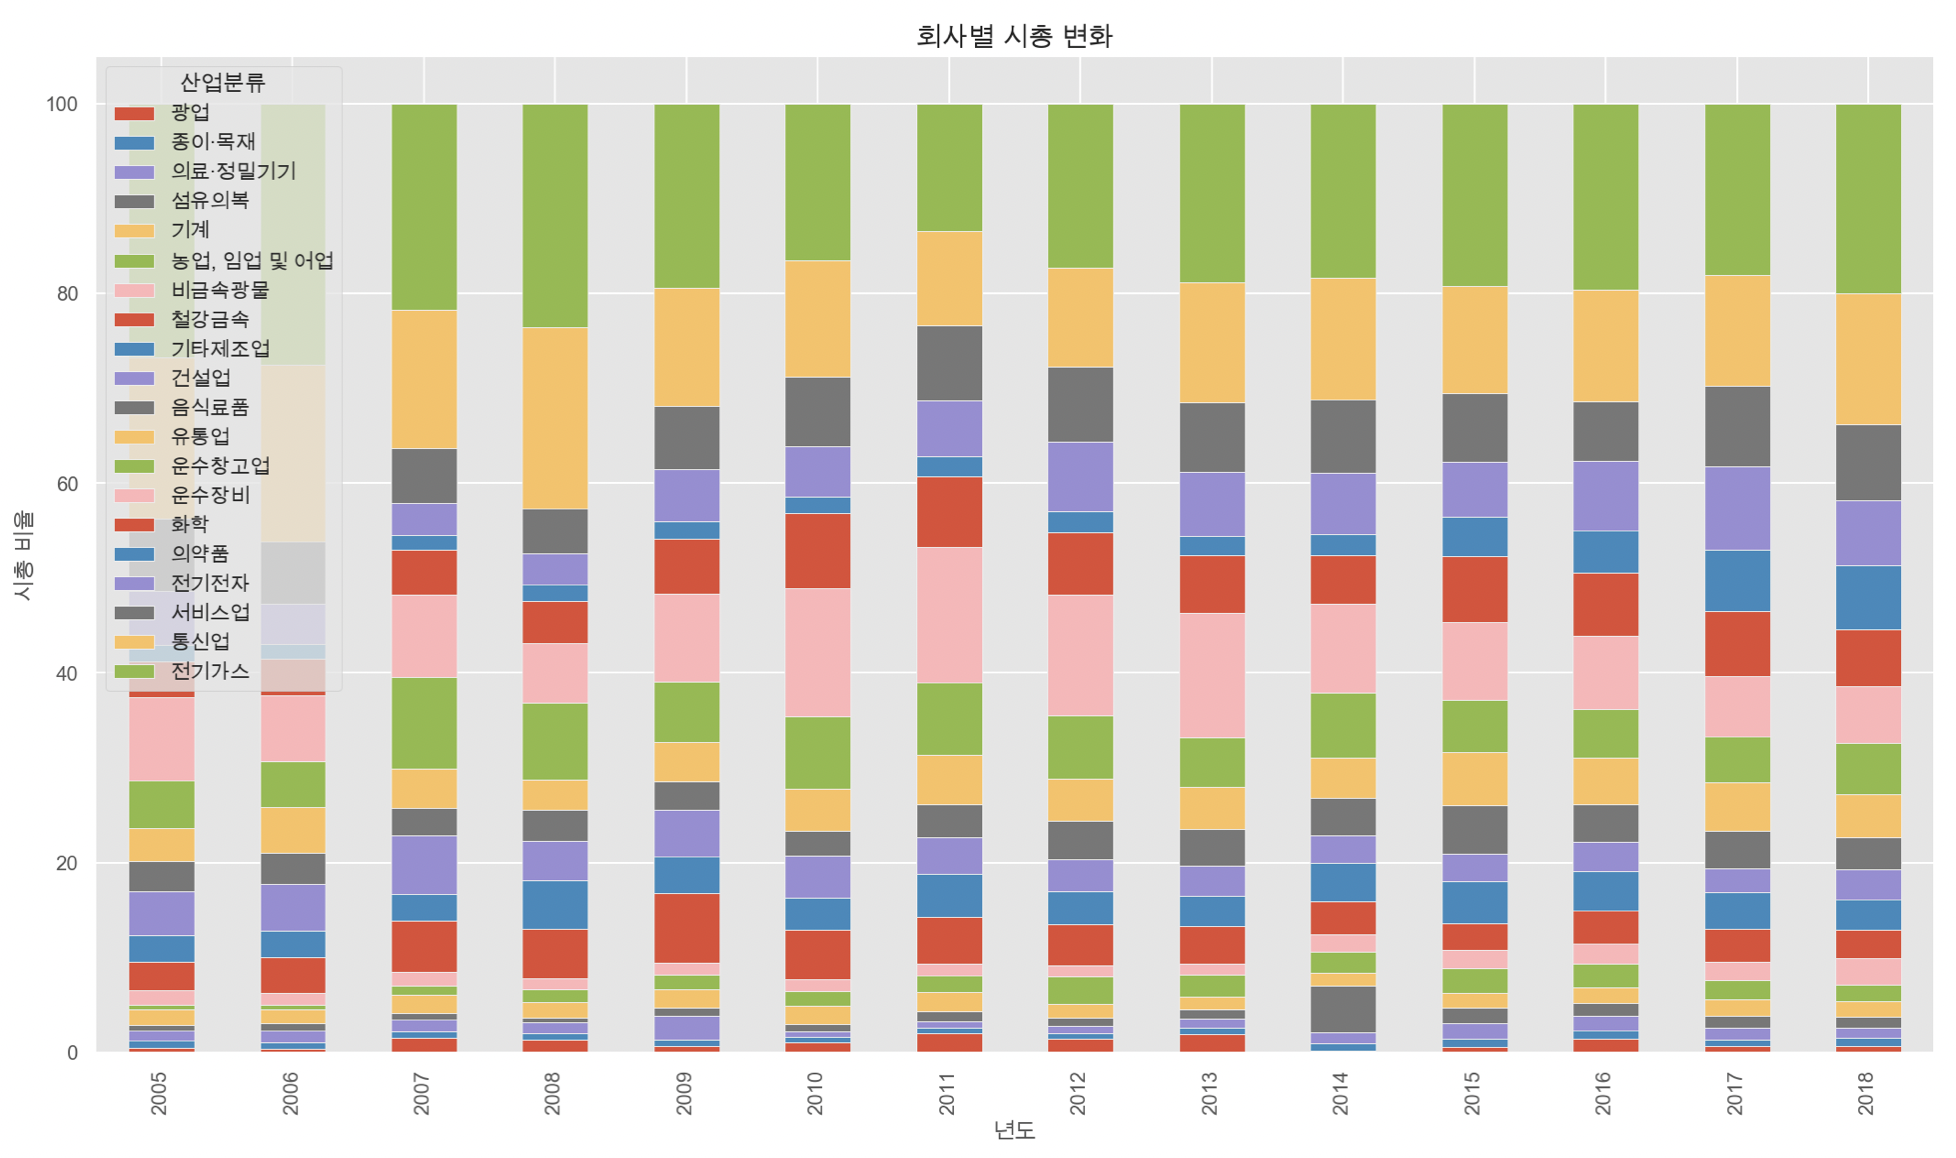 회사별 시총 변화
산업분류
광업
종이·목재
의료·정밀기기
섬유의복
기계
농업, 임업 및 어업
비금속광물
철강금속
기타제조업
건설업
음식료품
유통업
운수창고업
운수장비
화학
의약품
전기전자
서비스업
통신업
전기가스
시총 비율
100
80
60
40
20
0
2005
2006
2007
2008
2009
2010
2011
2012
2013
2014
2015
2016
2017
2018
년도